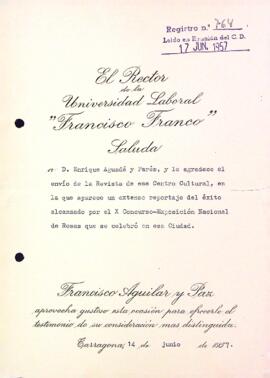 Registro n.° 764
Leido en Reunión del C. D.
17 JUN. 1957
El Rector
de la
Universidad Laboral
"Francisco Franco"
Saluda
a D. Enrique Aguadé y Parés, y le agradece el
envío de la Revista de ese Centro Cultural, en
la que aparece un extenso reportaje del éxito
alcanzado por el X Concurso-Exposición Nacional
de Rosas que se celebró en esa Ciudad.
Francisco Aguilar y Paz
aprovecha gustoso esta ocasión para ofrecerle el
testimonio de su consideración más distinguida.
Tarragona, 14 de junio de 1957.